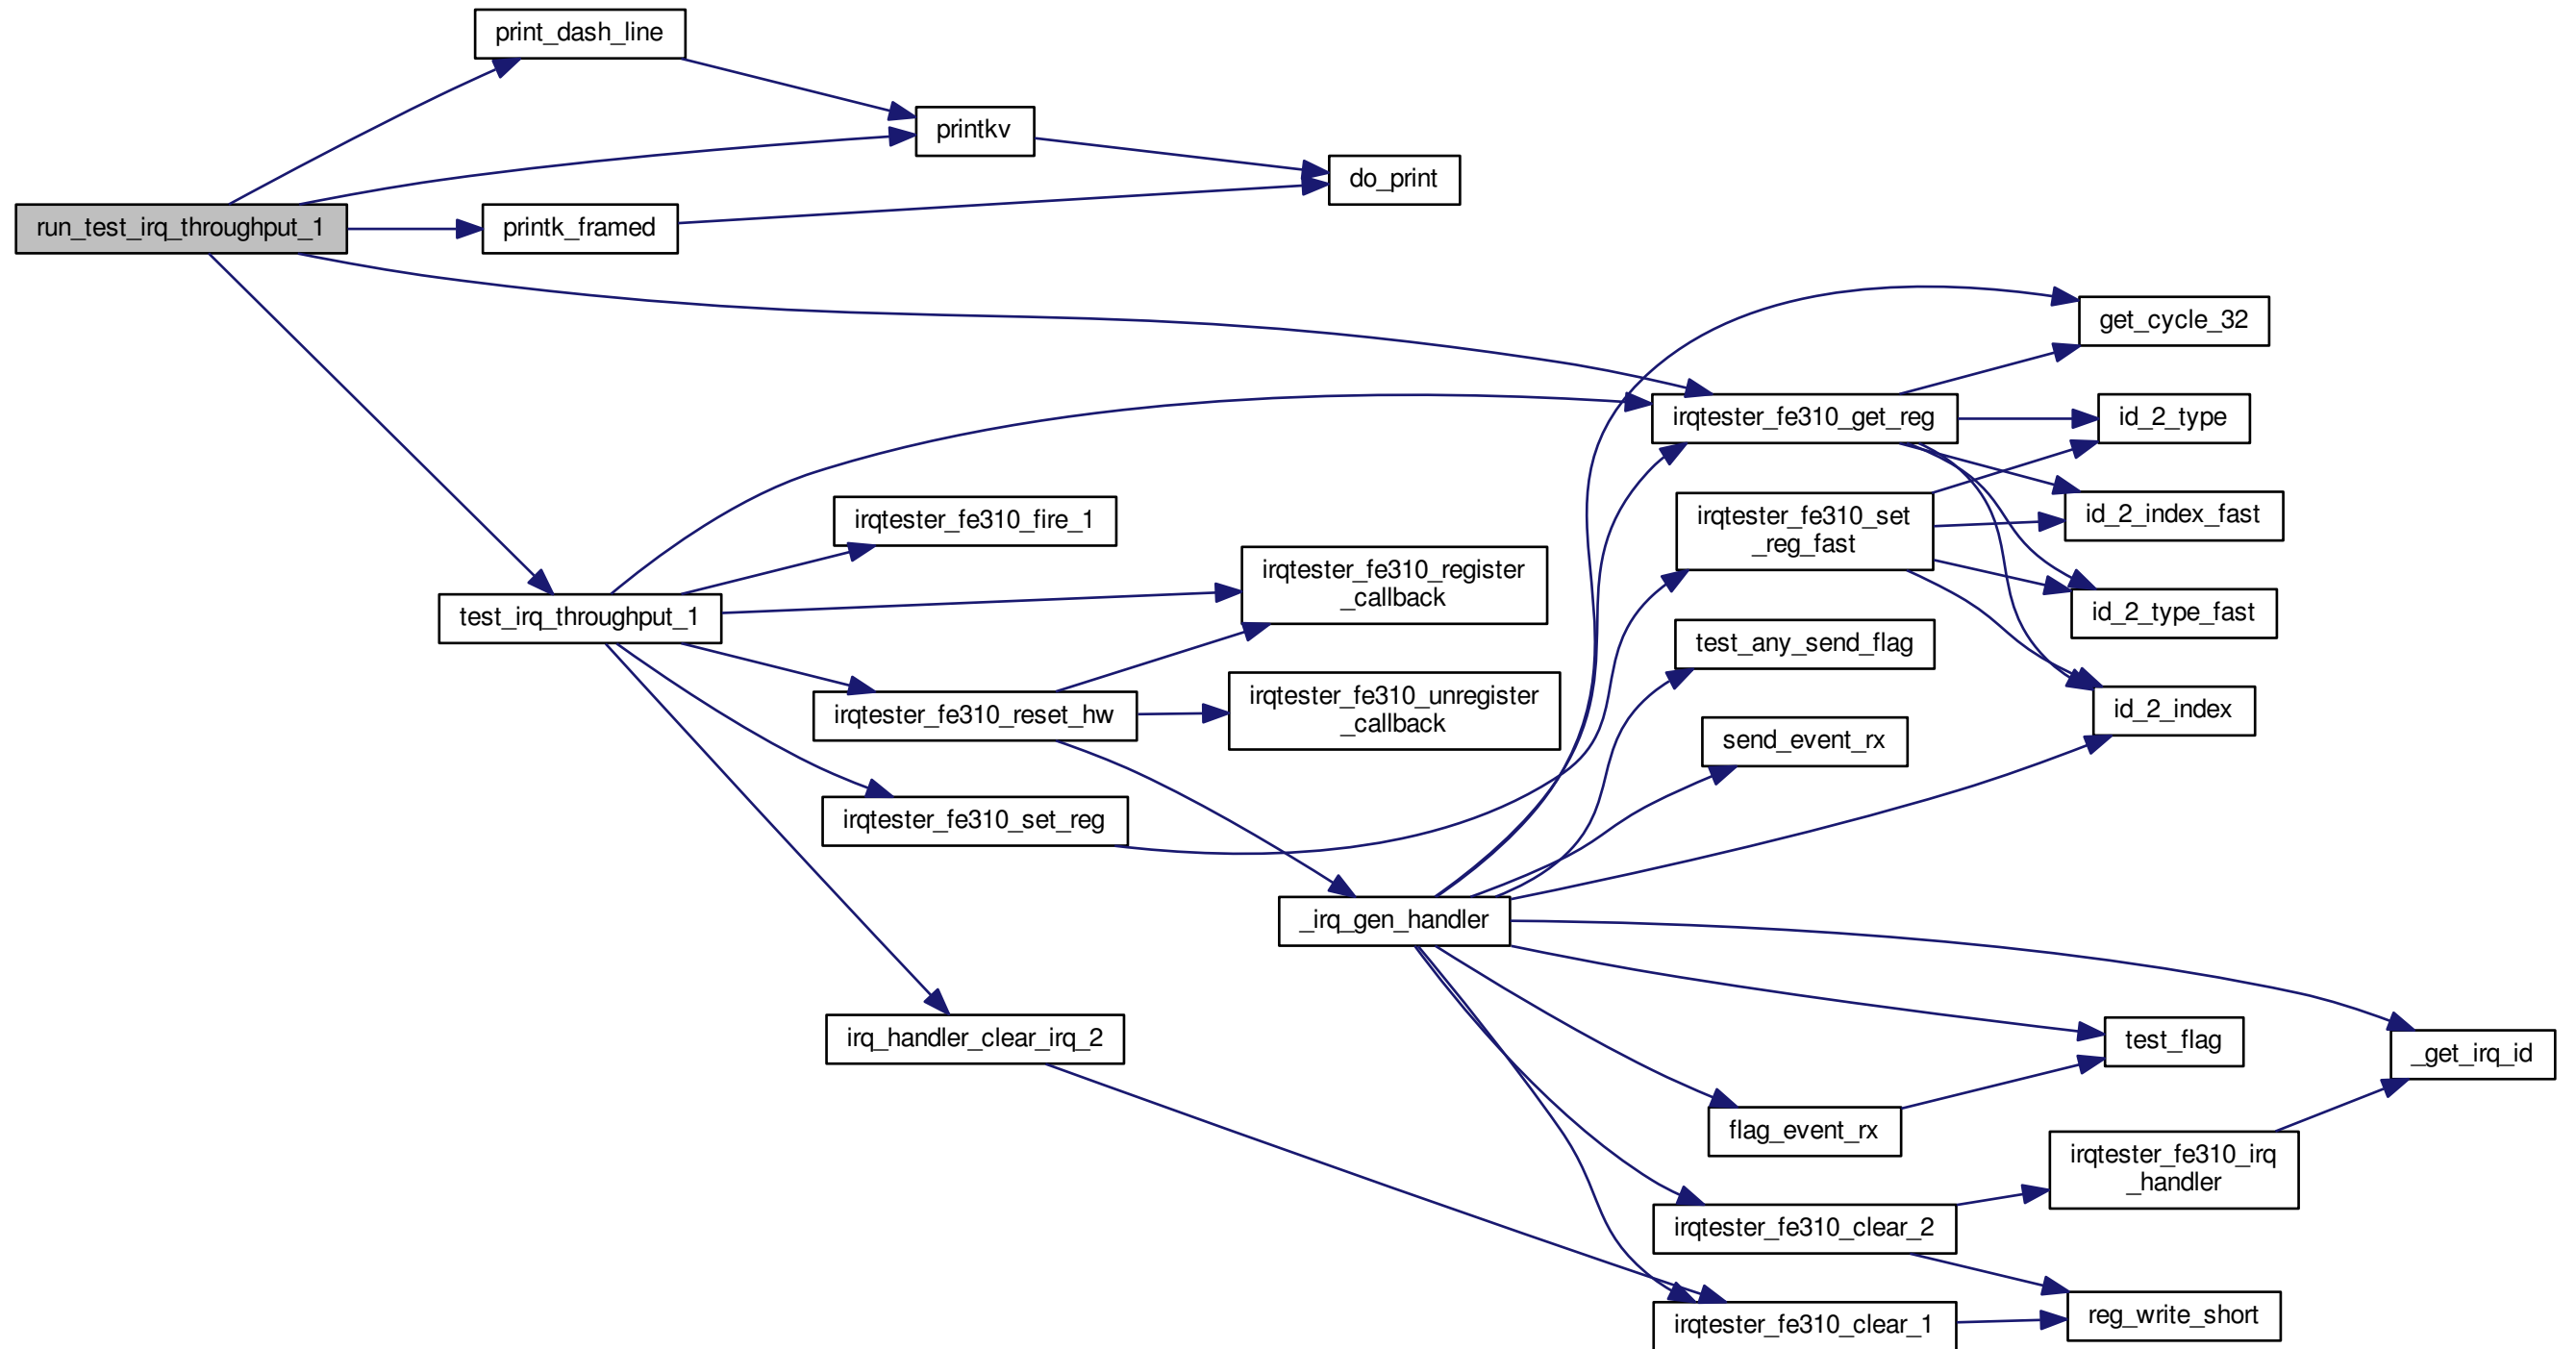 print_dash_line
printkv
do_print
run_test_irq_throughput_1
printk_framed
get_cycle_32
irqtester_fe310_get_reg
id_2_type
irqtester_fe310_fire_1
irqtester_fe310_set
_reg_fast
id_2_index_fast
irqtester_fe310_register
_callback
test_irq_throughput_1
id_2_type_fast
test_any_send_flag
irqtester_fe310_reset_hw
irqtester_fe310_unregister
_callback
id_2_index
send_event_rx
irqtester_fe310_set_reg
_irq_gen_handler
irq_handler_clear_irq_2
test_flag
_get_irq_id
flag_event_rx
irqtester_fe310_irq
_handler
irqtester_fe310_clear_2
irqtester_fe310_clear_1
reg_write_short